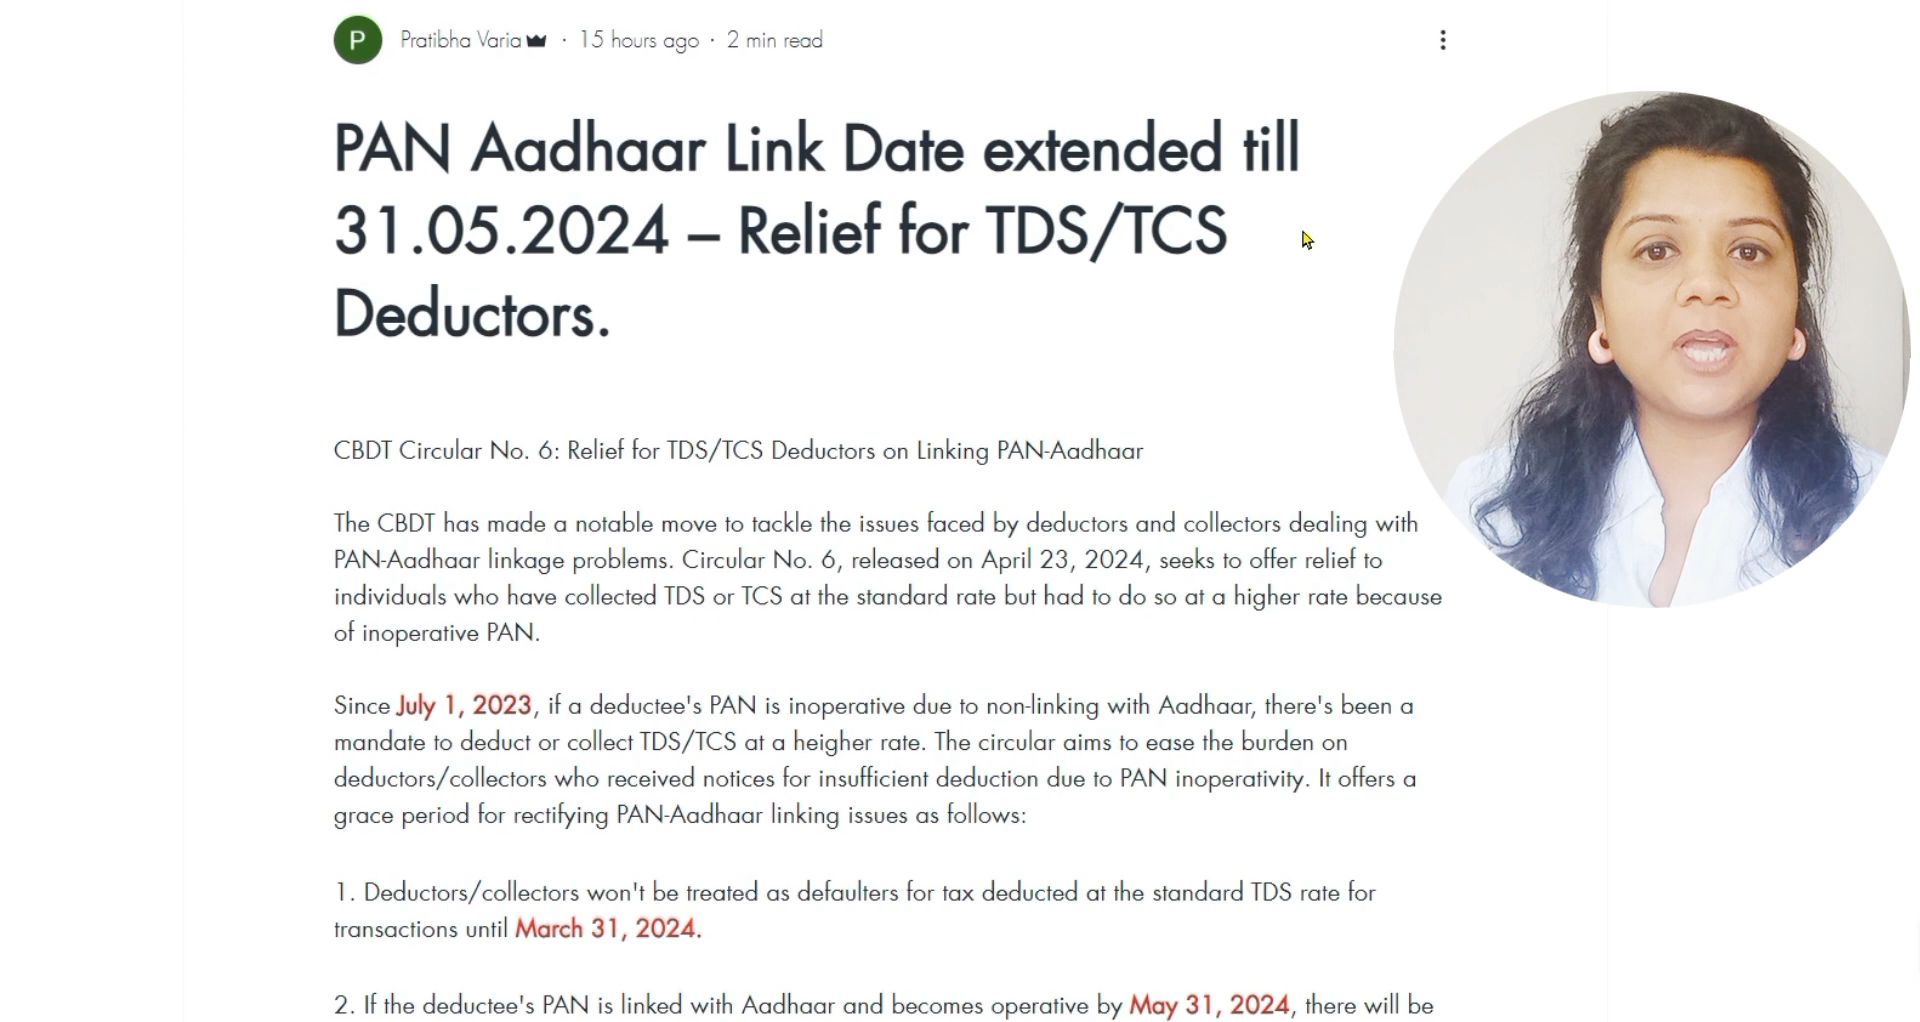 P Pratibha Varia · 15 hours ago · 2 min read
PAN Aadhaar Link Date extended till
31.05.2024 – Relief for TDS/TCS
Deductors.
CBDT Circular No. 6: Relief for TDS/TCS Deductors on Linking PAN-Aadhaar
The CBDT has made a notable move to tackle the issues faced by deductors and collectors dealing with
PAN-Aadhaar linkage problems. Circular No. 6, released on April 23, 2024, seeks to offer relief to
individuals who have collected TDS or TCS at the standard rate but had to do so at a higher rate because
of inoperative PAN.
Since July 1, 2023, if a deductee's PAN is inoperative due to non-linking with Aadhaar, there's been a
mandate to deduct or collect TDS/TCS at a heigher rate. The circular aims to ease the burden on
deductors/collectors who received notices for insufficient deduction due to PAN inoperativity. It offers a
grace period for rectifying PAN-Aadhaar linking issues as follows:
1. Deductors/collectors won't be treated as defaulters for tax deducted at the standard TDS rate for
transactions until March 31, 2024.
2. If the deductee's PAN is linked with Aadhaar and becomes operative by May 31, 2024, there will be